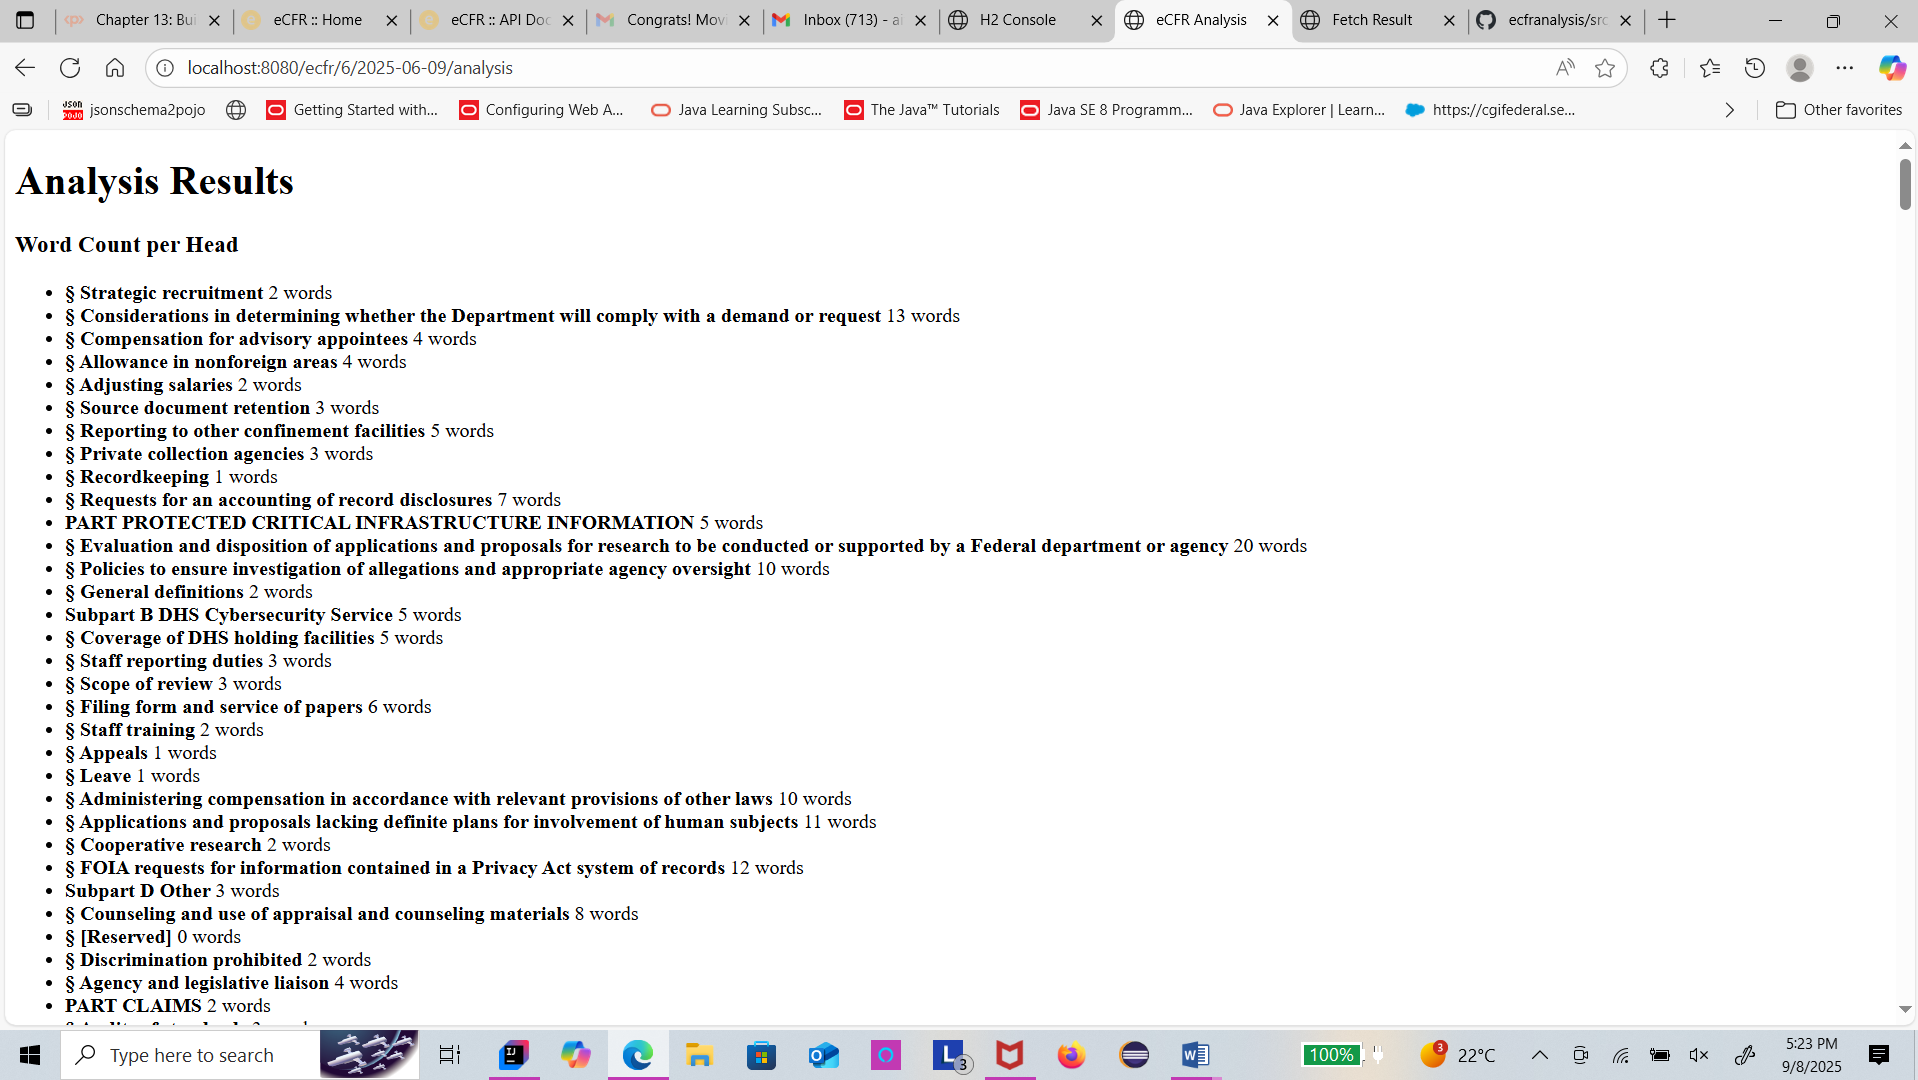 Chapter 13: Bui
eCFR :: Home
eCFR :: API Doc
Congrats! Movi
Inbox (713) - ai
H2 Console
eCFR Analysis
Fetch Result
ecfranalysis/src
localhost:8080/ecfr/6/2025-06-09/analysis
jsonschema2pojo
Getting Started with...
Configuring Web A...
Java Learning Subsc...
The Java™ Tutorials
Java SE 8 Programm...
Java Explorer | Learn...
https://cgifederal.se...
Other favorites
Analysis Results
Word Count per Head
• § Strategic recruitment 2 words
• § Considerations in determining whether the Department will comply with a demand or request 13 words
• § Compensation for advisory appointees 4 words
• § Allowance in nonforeign areas 4 words
• § Adjusting salaries 2 words
• § Source document retention 3 words
• § Reporting to other confinement facilities 5 words
• § Private collection agencies 3 words
• § Recordkeeping 1 words
• § Requests for an accounting of record disclosures 7 words
• PART PROTECTED CRITICAL INFRASTRUCTURE INFORMATION 5 words
• § Evaluation and disposition of applications and proposals for research to be conducted or supported by a Federal department or agency 20 words
• § Policies to ensure investigation of allegations and appropriate agency oversight 10 words
• § General definitions 2 words
• Subpart B DHS Cybersecurity Service 5 words
• § Coverage of DHS holding facilities 5 words
• § Staff reporting duties 3 words
• § Scope of review 3 words
• § Filing form and service of papers 6 words
• § Staff training 2 words
• § Appeals 1 words
• § Leave 1 words
• § Administering compensation in accordance with relevant provisions of other laws 10 words
• § Applications and proposals lacking definite plans for involvement of human subjects 11 words
• § Cooperative research 2 words
• § FOIA requests for information contained in a Privacy Act system of records 12 words
• Subpart D Other 3 words
• § Counseling and use of appraisal and counseling materials 8 words
• § [Reserved] 0 words
• § Discrimination prohibited 2 words
• § Agency and legislative liaison 4 words
• PART CLAIMS 2 words
Type here to search
3
100%
3
22°C
5:23 PM
9/8/2025